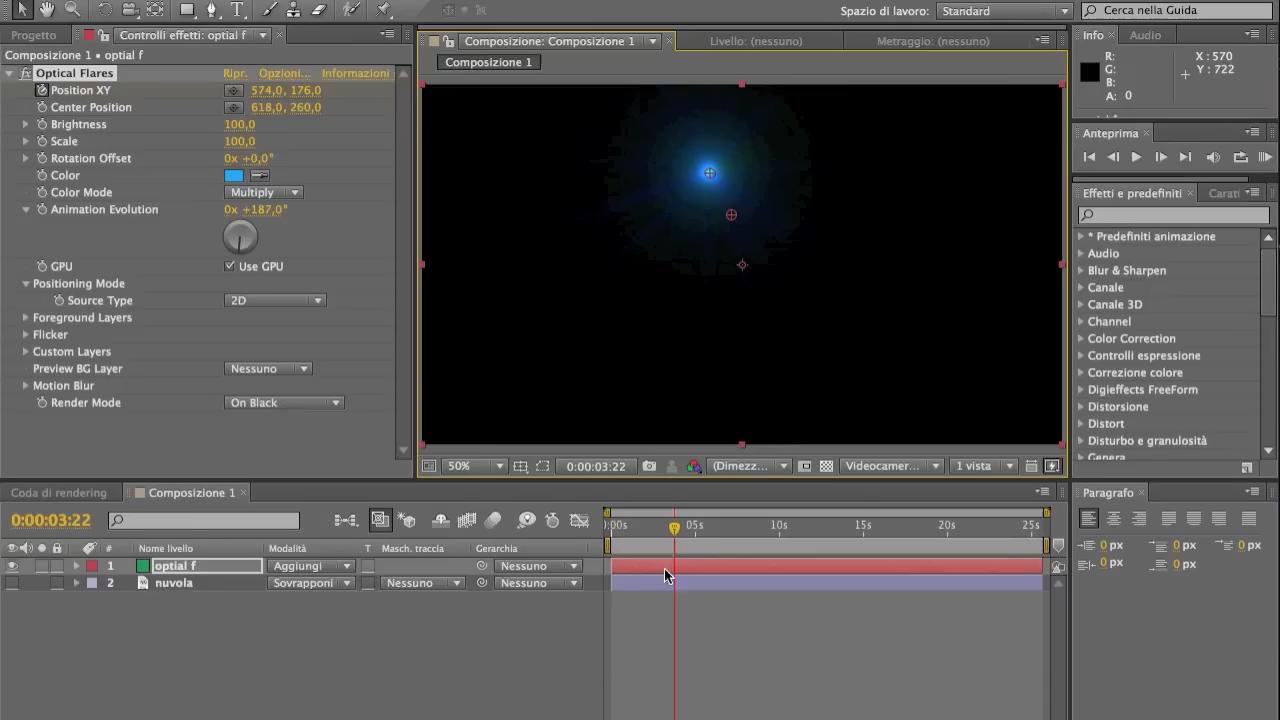 Spazio di lavoro: Standard Cerca nella Guida
Progetto Controlli effetti: optial f
Composizione: Composizione 1 Livello: (nessuno) Metraggio: (nessuno)
Info Audio
Composizione 1 • optial f
Composizione 1
R: X : 570
G: Y : 722
B:
A: 0
fx Optical Flares Ripr. Opzioni... Informazioni
Position XY 574,0, 176,0
Center Position 618,0, 260,0
Brightness 100,0
Scale 100,0
Rotation Offset 0x +0,0°
Color
Color Mode Multiply
Animation Evolution 0x +187,0°
GPU Use GPU
Positioning Mode
Source Type 2D
Foreground Layers
Flicker
Custom Layers
Preview BG Layer Nessuno
Motion Blur
Render Mode On Black
Anteprima
Effetti e predefiniti Carati
* Predefiniti animazione
Audio
Blur & Sharpen
Canale
Canale 3D
Channel
Color Correction
Controlli espressione
Correzione colore
Digieffects FreeForm
Distorsione
Distort
Disturbo e granulosità
Genera
50% 0:00:03:22 (Dimezz... Videocamer... 1 vista
Coda di rendering Composizione 1
0:00:03:22
):00s 05s 10s 15s 20s 25s
# Nome livello Modalità T Masch. traccia Gerarchia
1 optial f Aggiungi Nessuno
2 nuvola Sovrapponi Nessuno Nessuno
Paragrafo
0 px 0 px 0 px
0 px 0 px